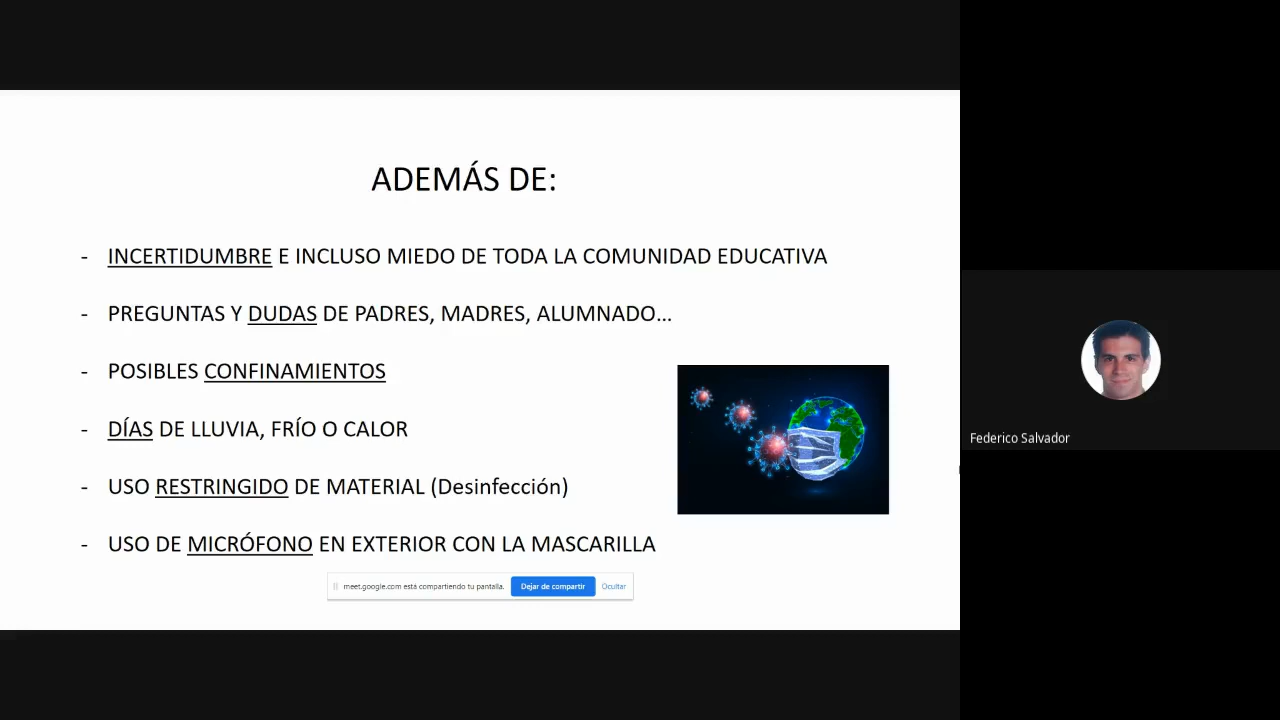 ADEMÁS DE:
- INCERTIDUMBRE E INCLUSO MIEDO DE TODA LA COMUNIDAD EDUCATIVA
- PREGUNTAS Y DUDAS DE PADRES, MADRES, ALUMNADO...
- POSIBLES CONFINAMIENTOS
- DÍAS DE LLUVIA, FRÍO O CALOR
- USO RESTRINGIDO DE MATERIAL (Desinfección)
- USO DE MICRÓFONO EN EXTERIOR CON LA MASCARILLA
meet.google.com está compartiendo tu pantalla. Dejar de compartir Ocultar
Federico Salvador